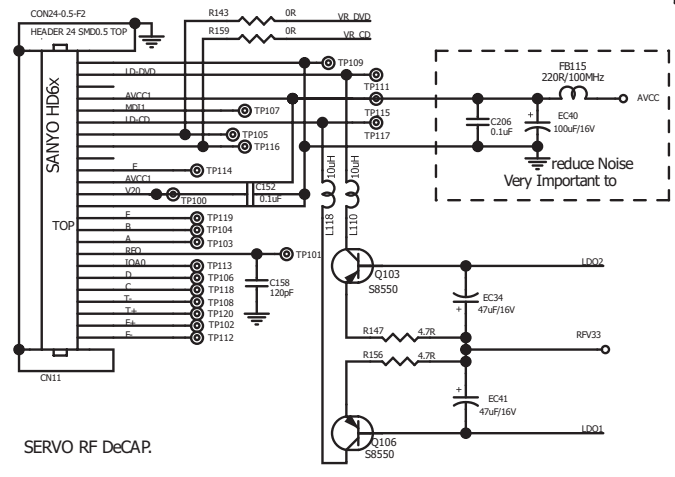 CON24-0.5-F2
HEADER 24 SMD0.5 TOP
R143 0R VR_DVD
R159 0R VR_CD
TP109
LD-DVD
TP111
AVCC1
MDI1
TP107
TP115
LD-CD
TP117
TP105
TP116
SANYO HD6x
F
TP114
AVCC1
V20
TP100
C152
0.1uF
TOP
E
TP119
B
TP104
A
TP103
RFO
TP101
IOA0
TP113
D
TP106
C
TP118
T-
TP108
T+
TP120
F+
TP102
F-
TP112
C158
120pF
CN11
FB115
220R/100MHz
AVCC
C206
0.1uF
+
EC40
100uF/16V
reduce Noise
Very Important to
10uH
10uH
L118
L110
Q103
S8550
LDO2
EC34
47uF/16V
+
R147 4.7R
RFV33
R156 4.7R
+
EC41
47uF/16V
Q106
S8550
LDO1
SERVO RF DeCAP.